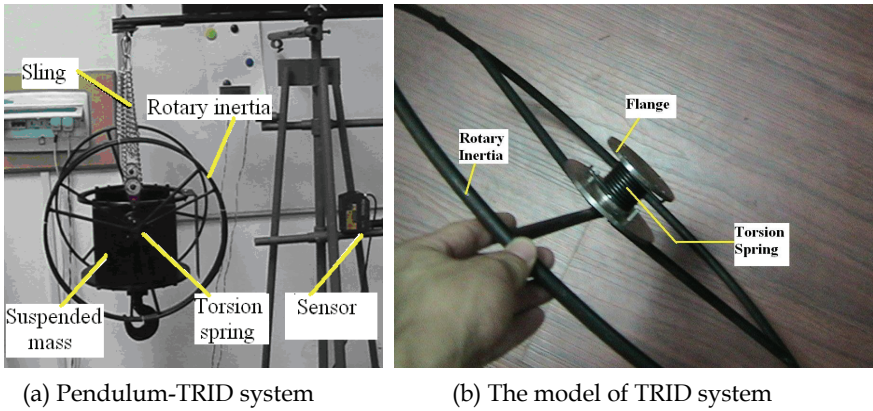 Sling
Rotary inertia
Suspended
mass
Torsion
spring
Sensor
Flange
Rotary
Inertia
Torsion
Spring
(a) Pendulum-TRID system
(b) The model of TRID system